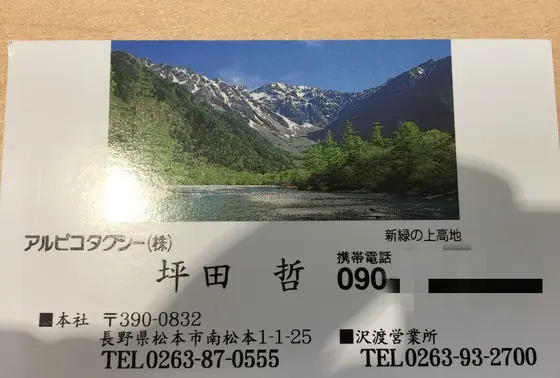 新緑の上高地
アルピコタクシー(株)
坪田 哲
携帯電話
090
■本社 〒390-0832
長野県松本市南松本1-1-25
TEL0263-87-0555
■沢渡営業所
TEL0263-93-2700